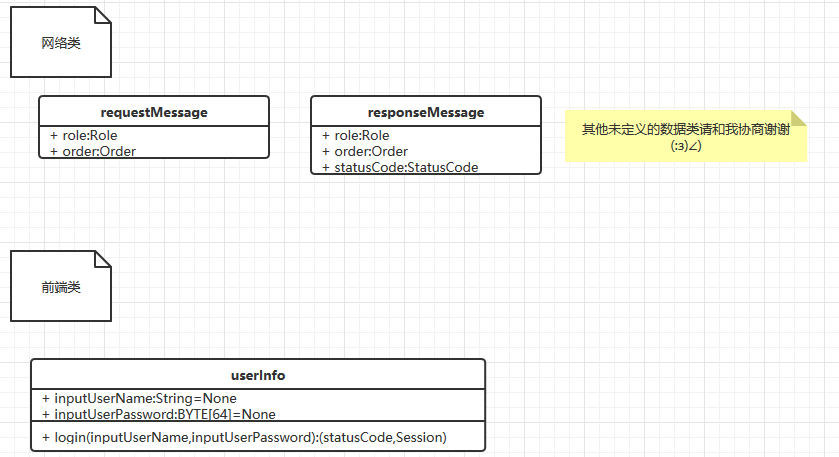 网络类
requestMessage
+ role:Role
+ order:Order
responseMessage
+ role:Role
+ order:Order
+ statusCode:StatusCode
其他未定义的数据类请和我协商谢谢
(:з)∠)
前端类
userInfo
+ inputUserName:String=None
+ inputUserPassword:BYTE[64]=None
+ login(inputUserName,inputUserPassword):(statusCode,Session)